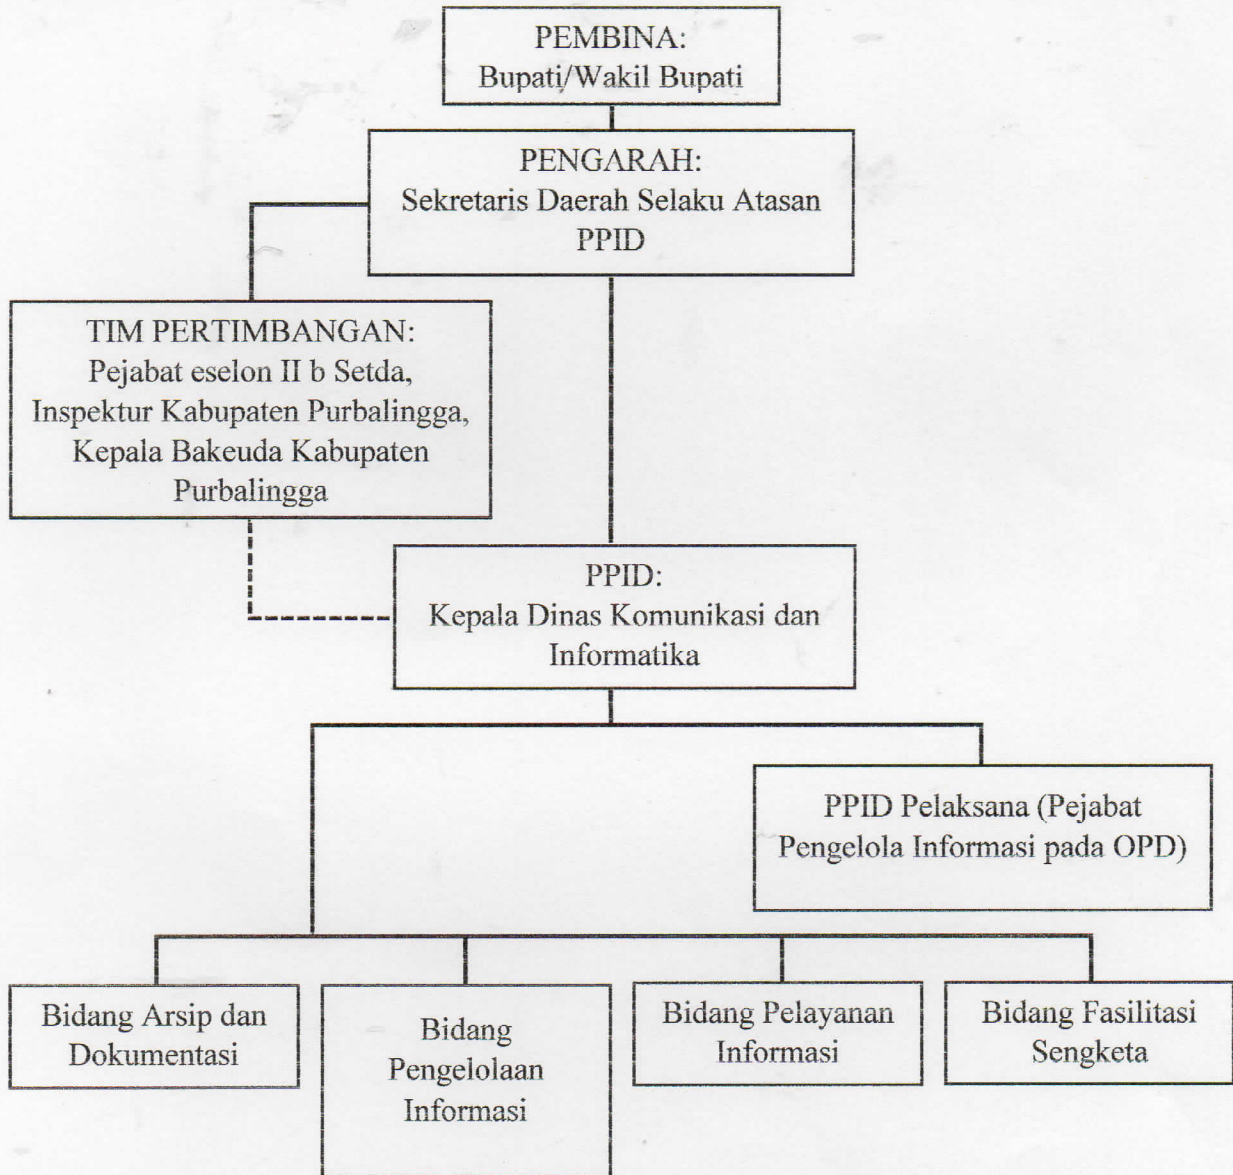 PEMBINA:
Bupati/Wakil Bupati
PENGARAH:
Sekretaris Daerah Selaku Atasan
PPID
TIM PERTIMBANGAN:
Pejabat eselon II b Setda,
Inspektur Kabupaten Purbalingga,
Kepala Bakeuda Kabupaten
Purbalingga
PPID:
Kepala Dinas Komunikasi dan
Informatika
PPID Pelaksana (Pejabat
Pengelola Informasi pada OPD)
Bidang Arsip dan
Dokumentasi
Bidang
Pengelolaan
Informasi
Bidang Pelayanan
Informasi
Bidang Fasilitasi
Sengketa